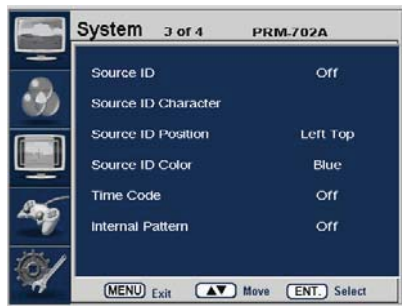 System 3 of 4 PRM-702A
Source ID Off
Source ID Character
Source ID Position Left Top
Source ID Color Blue
Time Code Off
Internal Pattern Off
MENU Exit ▲▼ Move ENT. Select